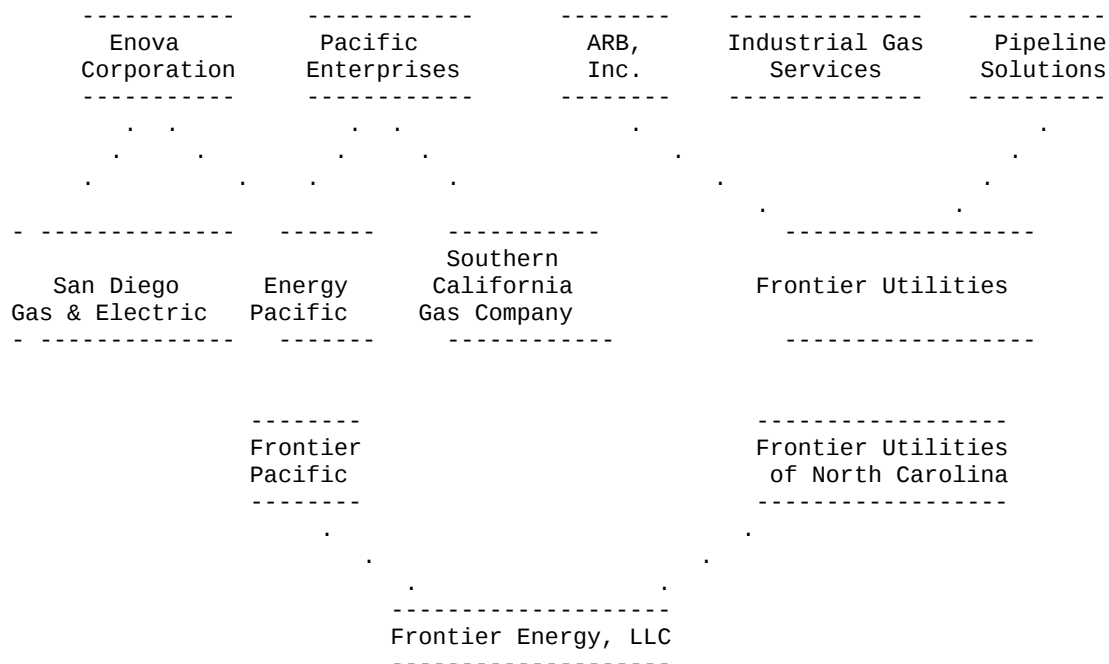 Enova Pacific ARB, Industrial Gas Pipeline
Corporation Enterprises Inc. Services Solutions
Southern
San Diego Energy California Frontier Utilities
Gas & Electric Pacific Gas Company
Frontier Frontier Utilities
Pacific of North Carolina
Frontier Energy, LLC